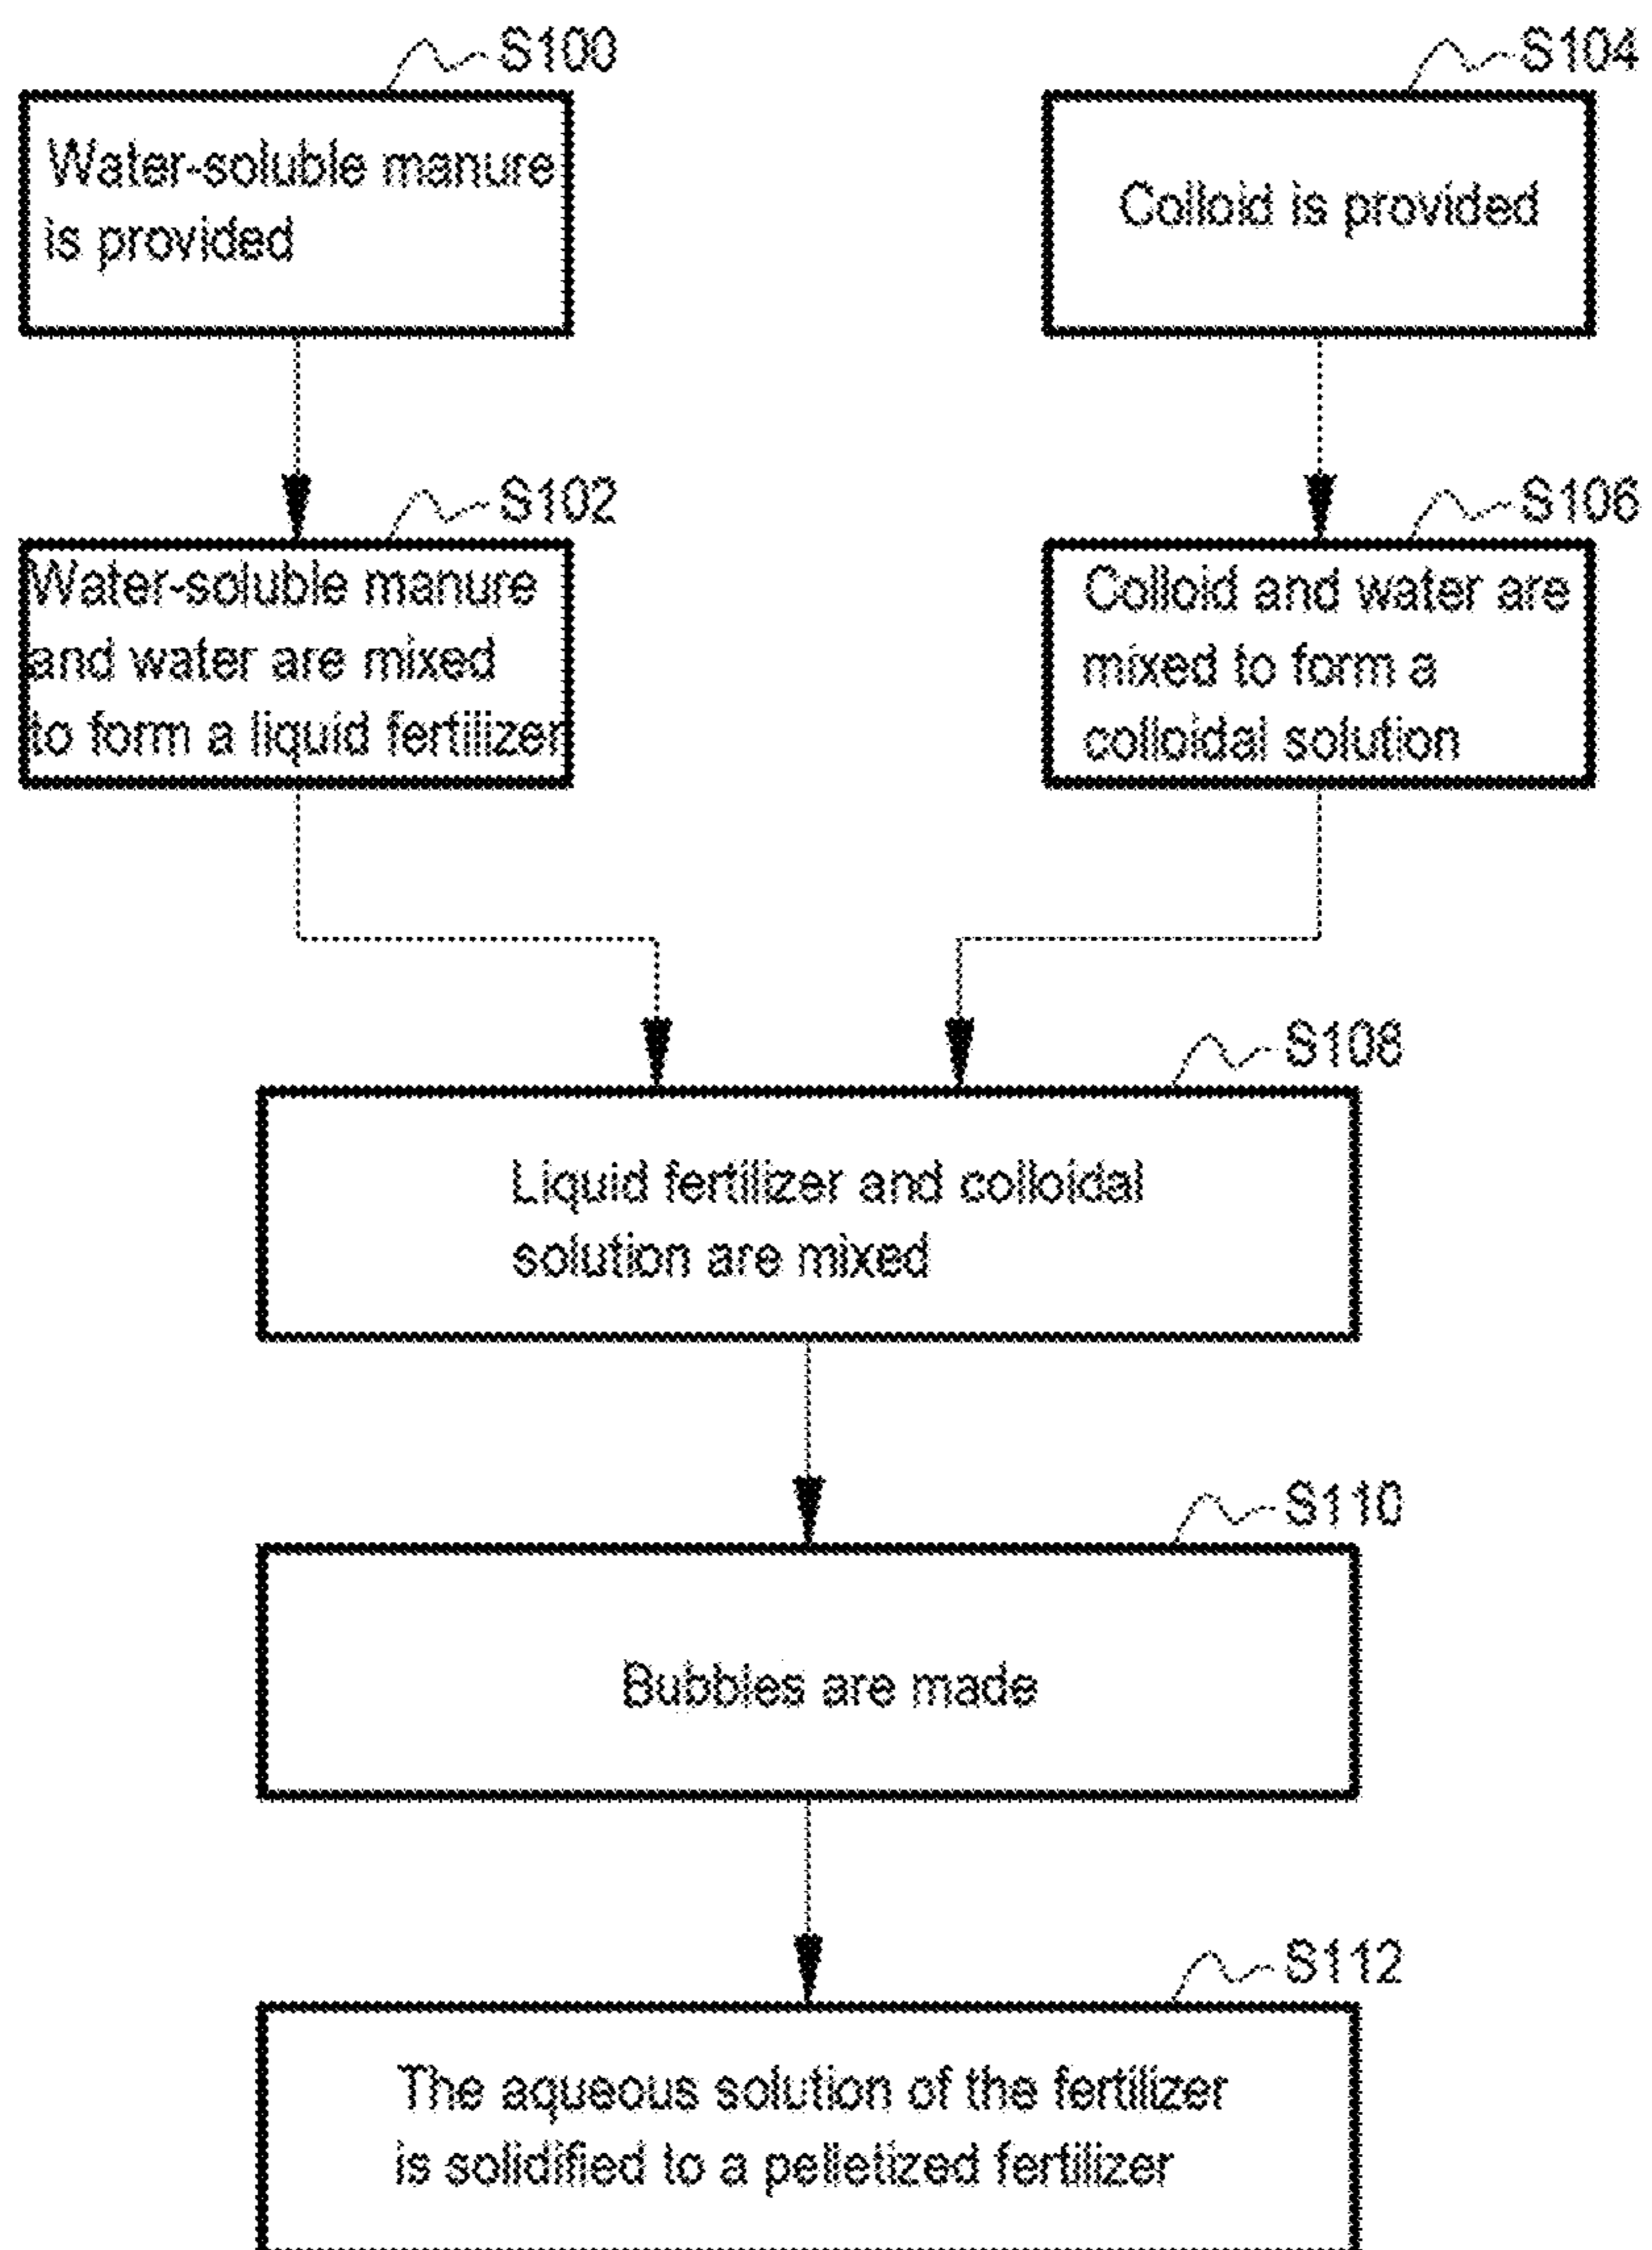 S100
Water-soluble manure
is provided
S104
Colloid is provided
S102
Water-soluble manure
and water are mixed
to form a liquid fertilizer
S106
Colloid and water are
mixed to form a
colloidal solution
S108
Liquid fertilizer and colloidal
solution are mixed
S110
Bubbles are made
S112
The aqueous solution of the fertilizer
is solidified to a pelletized fertilizer